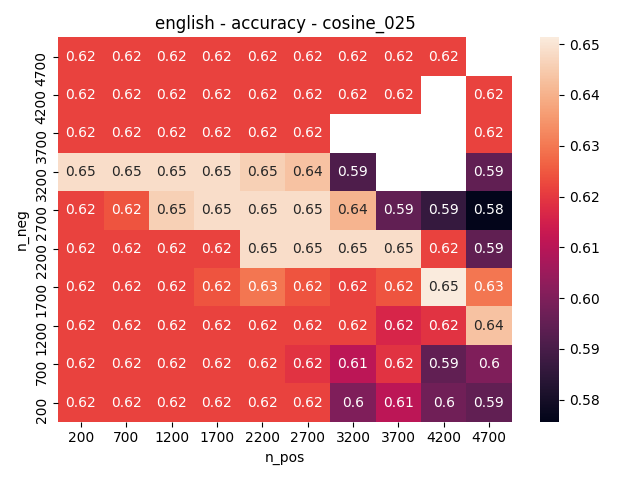 english - accuracy - cosine_025
4700 0.62 0.62 0.62 0.62 0.62 0.62 0.62 0.62 0.62
4200 0.62 0.62 0.62 0.62 0.62 0.62 0.62 0.62 0.62
3700 0.62 0.62 0.62 0.62 0.62 0.62 0.62
3200 0.65 0.65 0.65 0.65 0.65 0.64 0.59 0.59
2700 0.62 0.62 0.65 0.65 0.65 0.65 0.64 0.59 0.59 0.58
2200 0.62 0.62 0.62 0.62 0.65 0.65 0.65 0.65 0.62 0.59
1700 0.62 0.62 0.62 0.62 0.63 0.62 0.62 0.62 0.65 0.63
1200 0.62 0.62 0.62 0.62 0.62 0.62 0.62 0.62 0.62 0.64
700 0.62 0.62 0.62 0.62 0.62 0.62 0.61 0.62 0.59 0.6
200 0.62 0.62 0.62 0.62 0.62 0.62 0.6 0.61 0.6 0.59
200 700 1200 1700 2200 2700 3200 3700 4200 4700
n_pos
n_neg
0.65
0.64
0.63
0.62
0.61
0.60
0.59
0.58